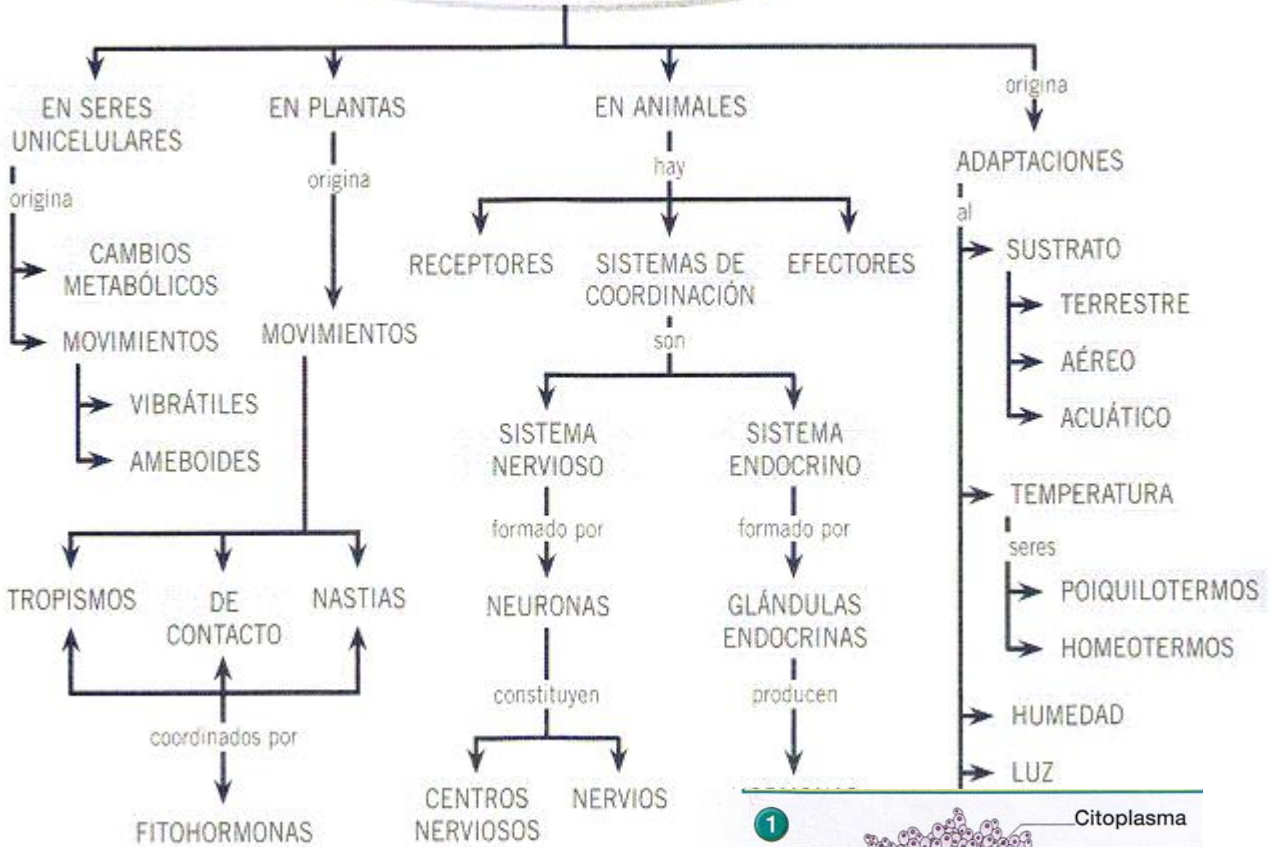 EN SERES
UNICELULARES
origina
CAMBIOS
METABÓLICOS
MOVIMIENTOS
VIBRÁTILES
AMEBOIDES
EN PLANTAS
origina
MOVIMIENTOS
TROPISMOS
DE
CONTACTO
NASTIAS
coordinados por
FITOHORMONAS
EN ANIMALES
hay
RECEPTORES
SISTEMAS DE
COORDINACIÓN
EFECTORES
son
SISTEMA
NERVIOSO
formado por
NEURONAS
constituyen
CENTROS
NERVIOSOS
NERVIOS
SISTEMA
ENDOCRINO
formado por
GLÁNDULAS
ENDOCRINAS
producen
origina
ADAPTACIONES
al
SUSTRATO
TERRESTRE
AÉREO
ACUÁTICO
TEMPERATURA
seres
POIQUILOTERMOS
HOMEOTERMOS
HUMEDAD
LUZ
1
Citoplasma